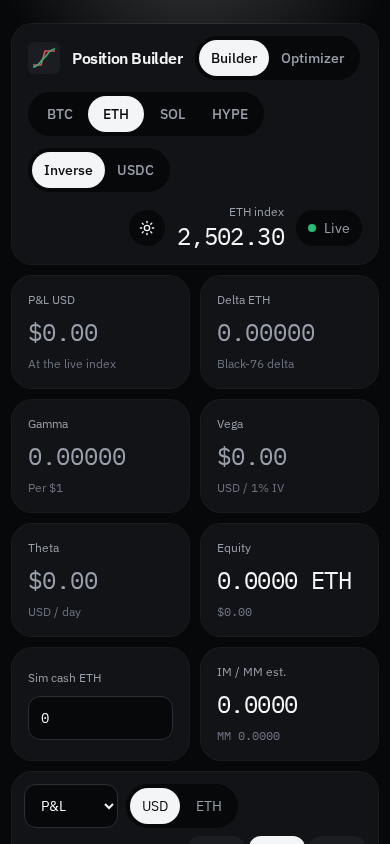 Position Builder
Builder
Optimizer
BTC
ETH
SOL
HYPE
Inverse
USDC
ETH index
2,502.30
Live
P&L USD
Delta ETH
$0.00
0.00000
At the live index
Black-76 delta
Gamma
Vega
0.00000
$0.00
Per $1
USD / 1% IV
Theta
Equity
$0.00
0.0000 ETH
USD / day
$0.00
Sim cash ETH
IM / MM est.
0
0.0000
MM 0.0000
P&L
USD
ETH